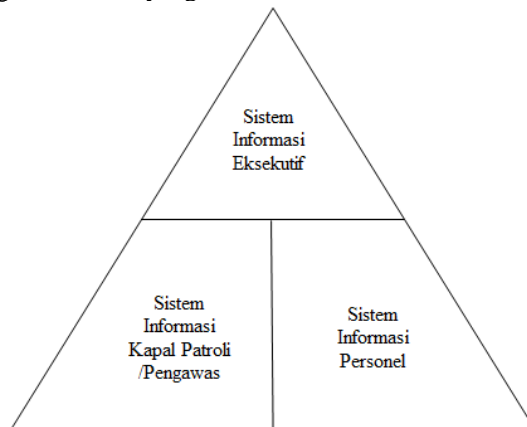 Sistem
Informasi
Eksekutif
Sistem
Informasi
Kapal Patroli
/Pengawas
Sistem
Informasi
Personel